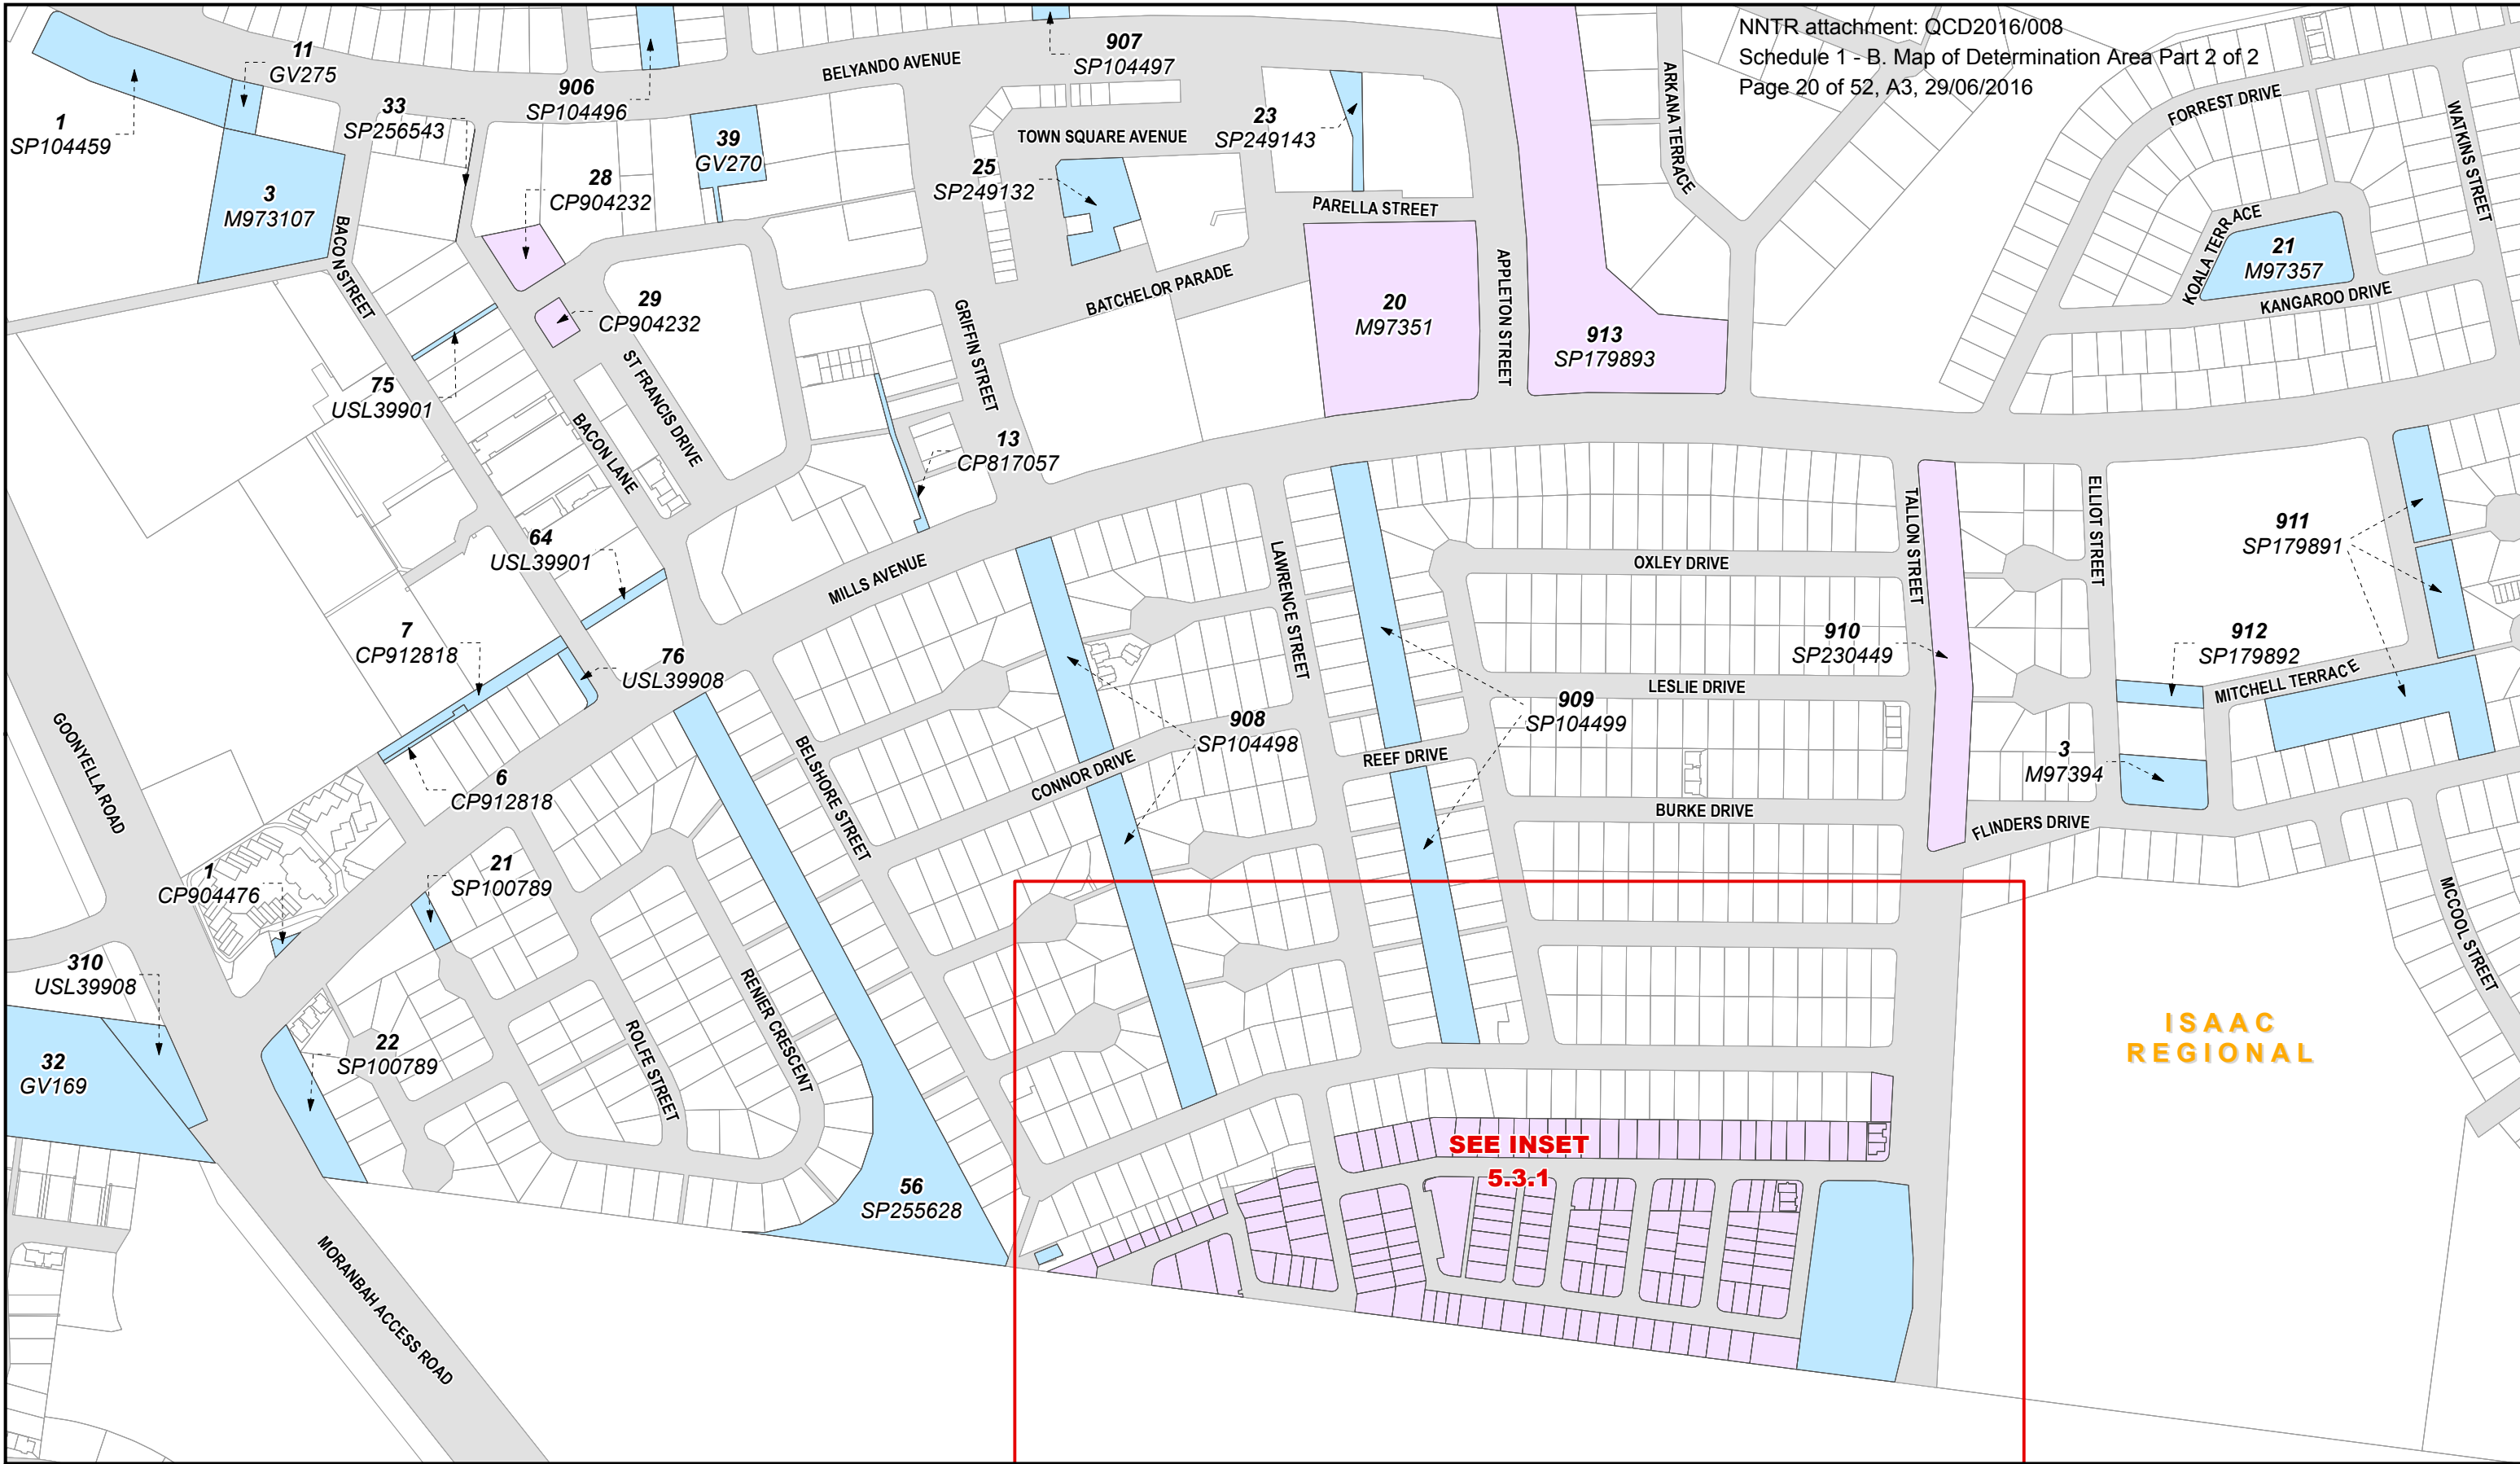 NNTR attachment: QCD2016/008
Schedule 1 - B. Map of Determination Area Part 2 of 2
Page 20 of 52, A3, 29/06/2016
11
GV275
907
SP104497
BELYANDO AVENUE
906
SP104496
1
SP104459
33
SP256543
39
GV270
TOWN SQUARE AVENUE
23
SP249143
ARKANA TERRACE
FORREST DRIVE
WATKINS STREET
3
M973107
28
CP904232
25
SP249132
PARELLA STREET
KOALA TERRACE
21
M97357
KANGAROO DRIVE
BACON STREET
29
CP904232
BATCHELOR PARADE
GRIFFIN STREET
20
M97351
APPLETON STREET
913
SP179893
75
USL39901
ST FRANCIS DRIVE
BACON LANE
13
CP817057
64
USL39901
MILLS AVENUE
LAWRENCE STREET
OXLEY DRIVE
TALLON STREET
ELLIOT STREET
911
SP179891
7
CP912818
76
USL39908
910
SP230449
912
SP179892
MITCHELL TERRACE
LESLIE DRIVE
909
SP104499
908
SP104498
GOONYELLA ROAD
BELSHORE STREET
CONNOR DRIVE
REEF DRIVE
3
M97394
6
CP912818
BURKE DRIVE
FLINDERS DRIVE
1
CP904476
21
SP100789
MCCOOL STREET
310
USL39908
RENIER CRESCENT
ROLFE STREET
22
SP100789
32
GV169
ISAAC
REGIONAL
SEE INSET
5.3.1
56
SP255628
MORANBAH ACCESS ROAD